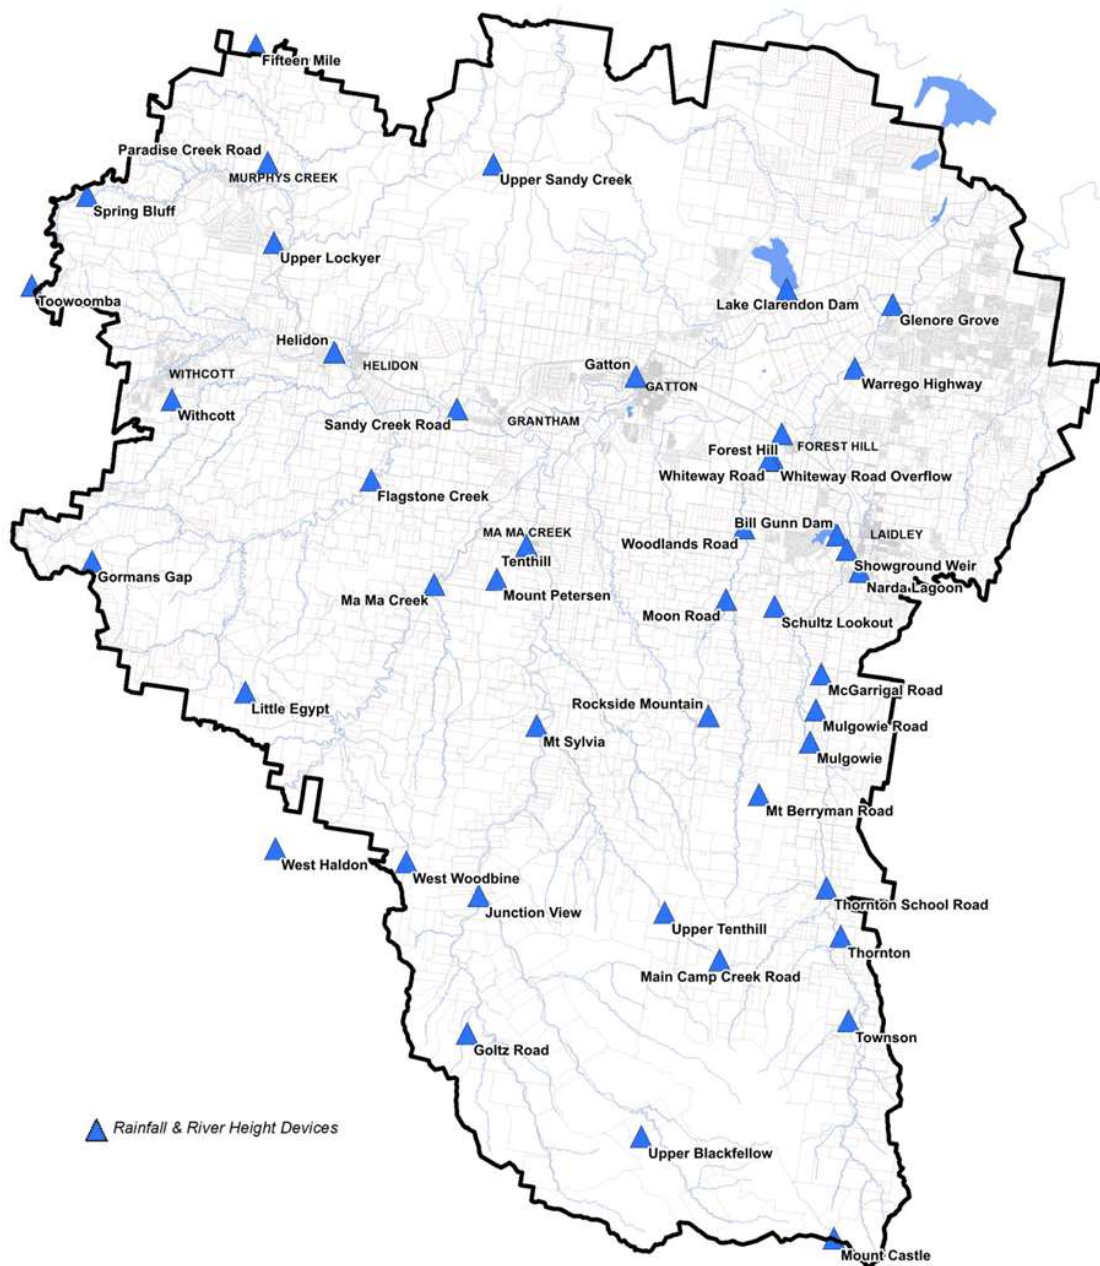 Fifteen Mile
Paradise Creek Road
MURPHYS CREEK
Upper Sandy Creek
Spring Bluff
Upper Lockyer
Toowoomba
Lake Clarendon Dam
Glenore Grove
Helidon
HELIDON
Gatton
GATTON
WITHCOTT
Warrego Highway
Withcott
Sandy Creek Road
GRANTHAM
Forest Hill
FOREST HILL
Whiteway Road
Whiteway Road Overflow
Flagstone Creek
Bill Gunn Dam
MA MA CREEK
LAIDLEY
Woodlands Road
Tenthill
Showground Weir
Gormans Gap
Narda Lagoon
Mount Petersen
Ma Ma Creek
Moon Road
Schultz Lookout
McGarrigal Road
Little Egypt
Rockside Mountain
Mulgowie Road
Mt Sylvia
Mulgowie
Mt Berryman Road
West Haldon
West Woodbine
Junction View
Thornton School Road
Upper Tenthill
Thornton
Main Camp Creek Road
Townson
Goltz Road
Rainfall & River Height Devices
Upper Blackfellow
Mount Castle